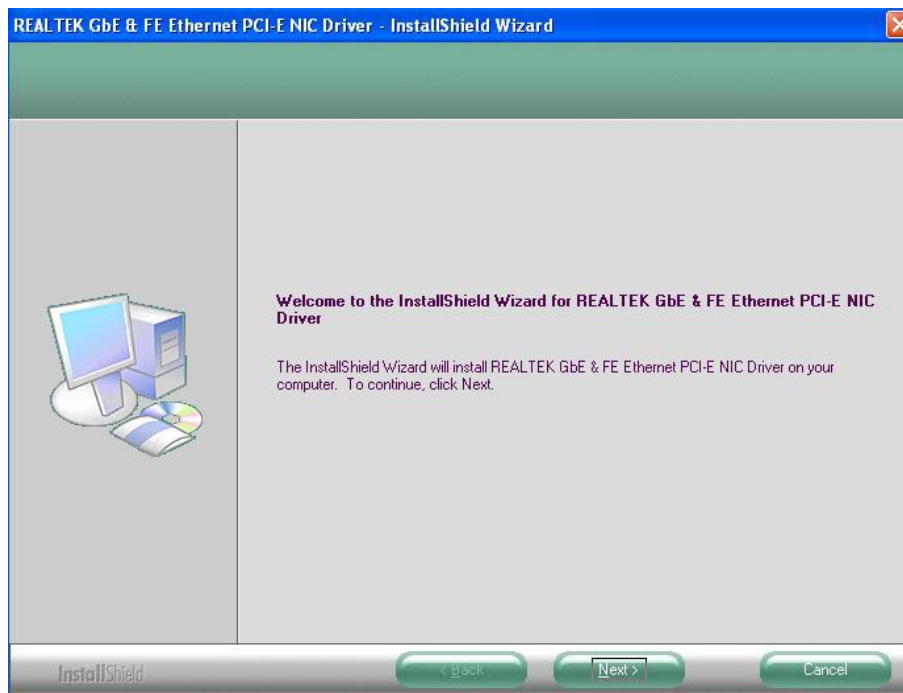 REALTEK GbE & FE Ethernet PCI-E NIC Driver - InstallShield Wizard
Welcome to the InstallShield Wizard for REALTEK GbE & FE Ethernet PCI-E NIC
Driver
The InstallShield Wizard will install REALTEK GbE & FE Ethernet PCI-E NIC Driver on your
computer. To continue, click Next.
InstallShield
< Back
Next >
Cancel